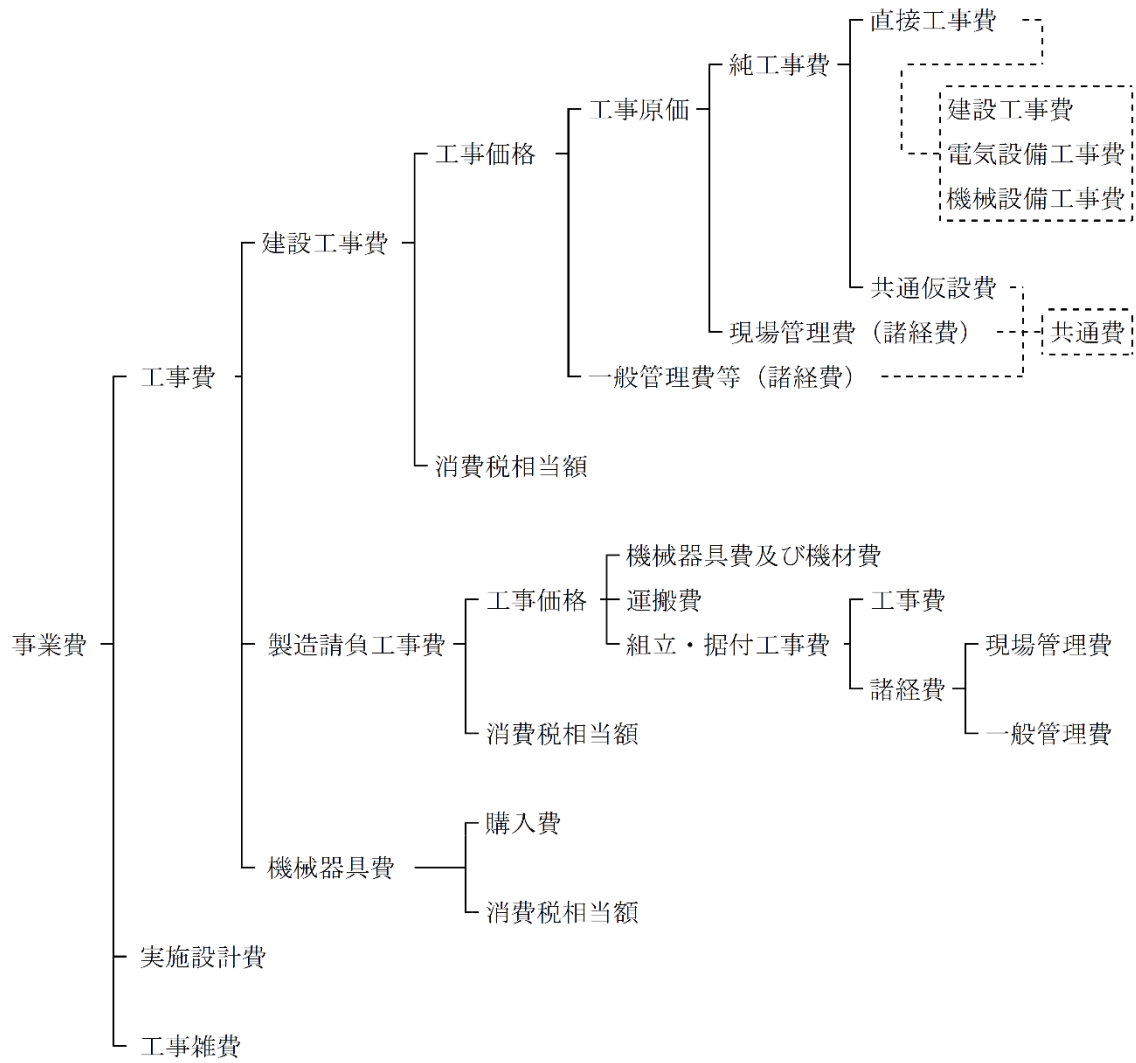 直接工事費
純工事費
建設工事費
工事原価
工事価格
電気設備工事費
機械設備工事費
建設工事費
共通仮設費
現場管理費（諸経費）
共通費
工事費
一般管理費等（諸経費）
消費税相当額
機械器具費及び機材費
工事価格
運搬費
工事費
事業費
製造請負工事費
組立・据付工事費
現場管理費
諸経費
消費税相当額
一般管理費
購入費
機械器具費
消費税相当額
実施設計費
工事雑費